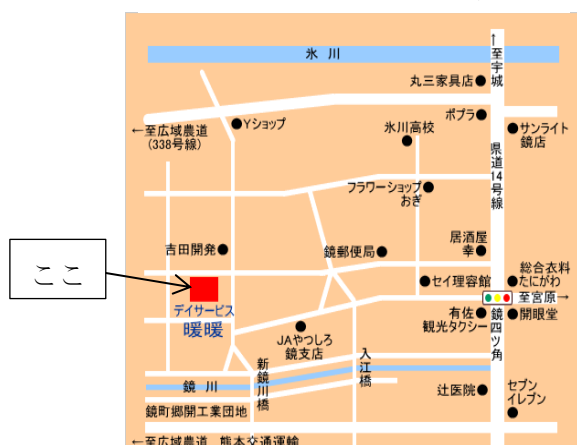 ↑至宇城
氷川
丸三家具店
ポプラ
Yショップ
←至広域農道
(338号線)
氷川高校
サンライト
鏡店
県道14号線
フラワーショップ
おぎ
吉田開発
鏡郵便局
居酒屋
幸
ここ
セイ理容館
総合衣料
たにがわ
至宮原→
デイサービス
暖暖
有佐
観光タクシー
鏡四ツ角
開眼堂
JAやつしろ
鏡支店
新鏡川橋
入江橋
鏡川
辻医院
セブン
イレブン
鏡町郷開工業団地
←至広域農道 熊本交通運輸